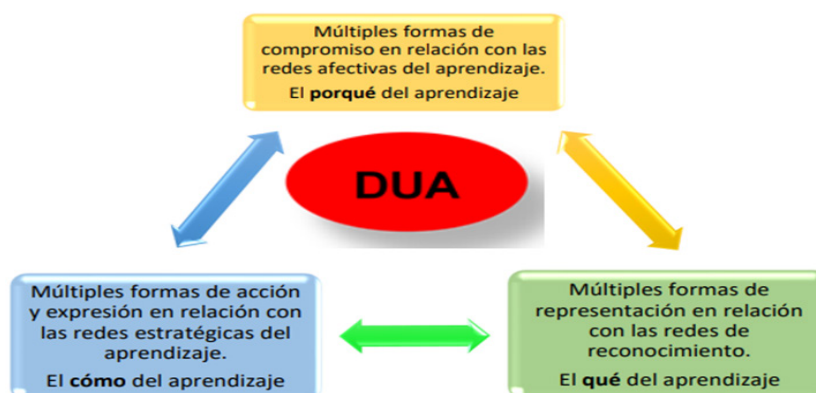 Múltiples formas de
compromiso en relación con las
redes afectivas del aprendizaje.
El porqué del aprendizaje
DUA
Múltiples formas de acción
y expresión en relación con
las redes estratégicas del
aprendizaje.
El cómo del aprendizaje
Múltiples formas de
representación en relación
con las redes de
reconocimiento.
El qué del aprendizaje